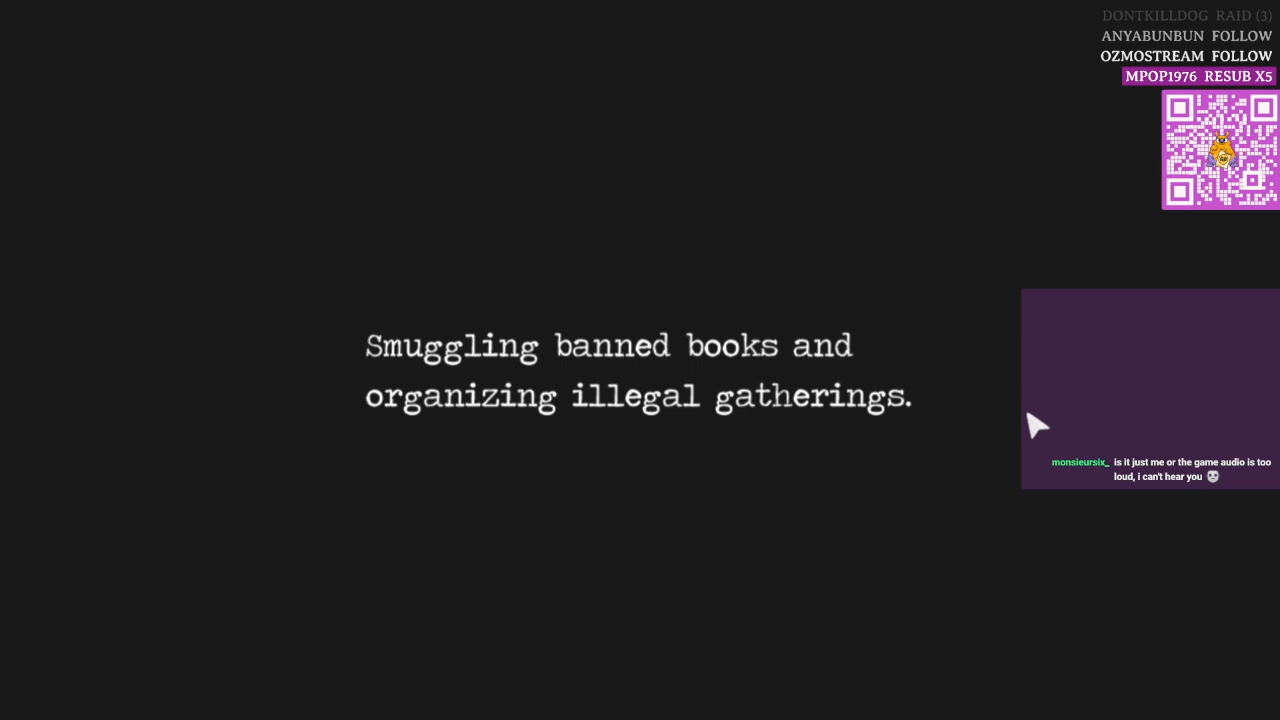 DONTKILLDOG RAID (3)
ANYABUNBUN FOLLOW
OZMOSTREAM FOLLOW
MPOP1976 RESUB X5
Smuggling banned books and
organizing illegal gatherings.
monsieursix_ is it just me or the game audio is too
loud, i can't hear you